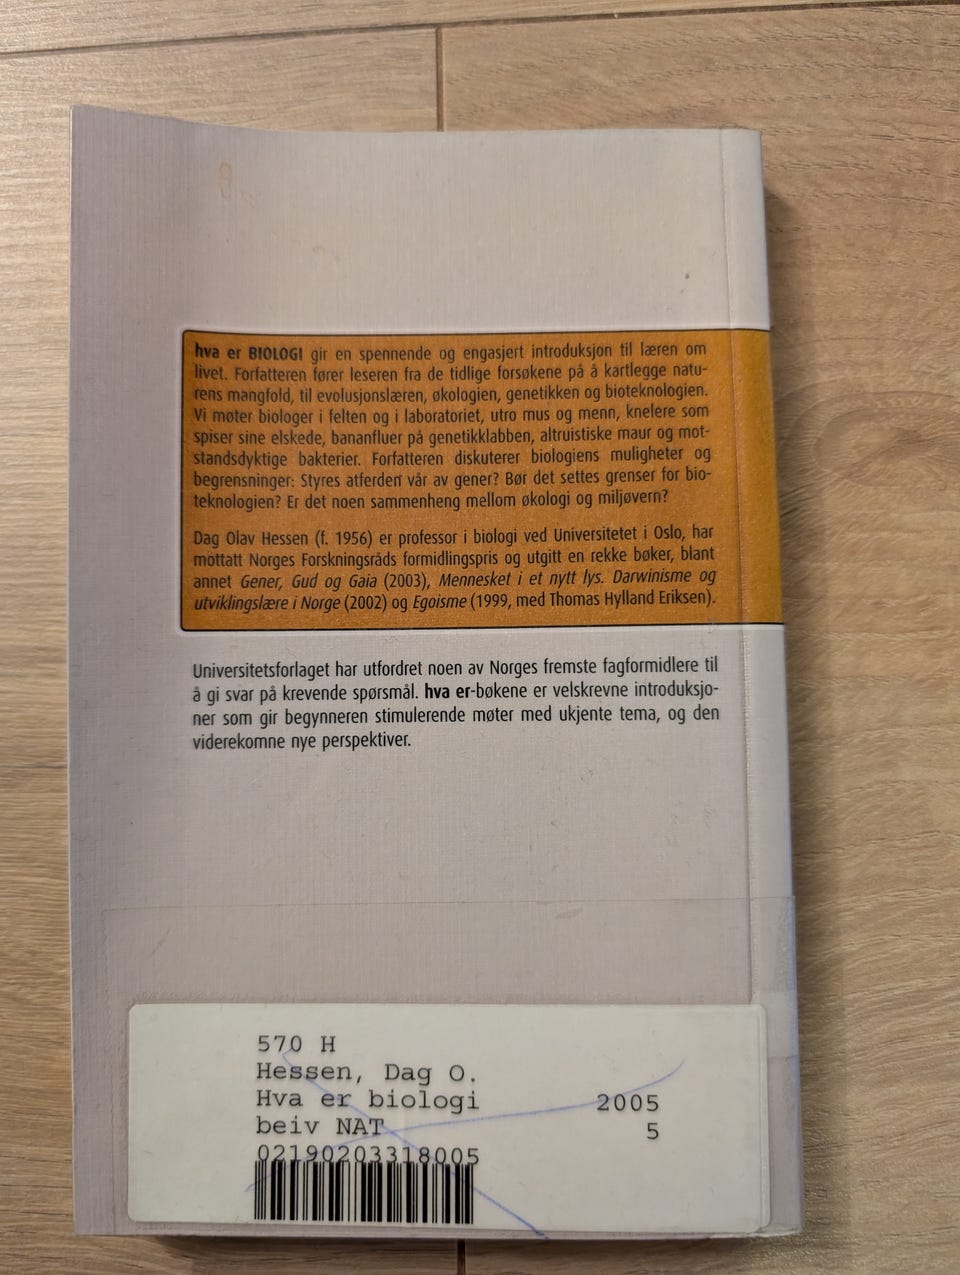 hva er BIOLOGI gir en spennende og engasjert introduksjon til læren om
livet. Forfatteren fører leseren fra de tidlige forsøkene på å kartlegge natu-
rens mangfold, til evolusjonslæren, økologien, genetikken og bioteknologien.
Vi møter biologer i felten og i laboratoriet, utro mus og menn, knelere som
spiser sine elskede, bananfluer på genetikklabben, altruistiske maur og mot-
standsdyktige bakterier. Forfatteren diskuterer biologiens muligheter og
begrensninger: Styres atferden vår av gener? Bør det settes grenser for bio-
teknologien? Er det noen sammenheng mellom økologi og miljøvern?
Dag Olav Hessen (f. 1956) er professor i biologi ved Universitetet i Oslo, har
mottatt Norges Forskningsråds formidlingspris og utgitt en rekke bøker, blant
annet Gener, Gud og Gaia (2003), Mennesket i et nytt lys. Darwinisme og
utviklingslære i Norge (2002) og Egoisme (1999, med Thomas Hylland Eriksen).
Universitetsforlaget har utfordret noen av Norges fremste fagformidlere til
å gi svar på krevende spørsmål. hva er-bøkene er velskrevne introduksjo-
ner som gir begynneren stimulerende møter med ukjente tema, og den
viderekomne nye perspektiver.
570 H
Hessen, Dag O.
Hva er biologi 2005
beiv NAT 5
02190203318005